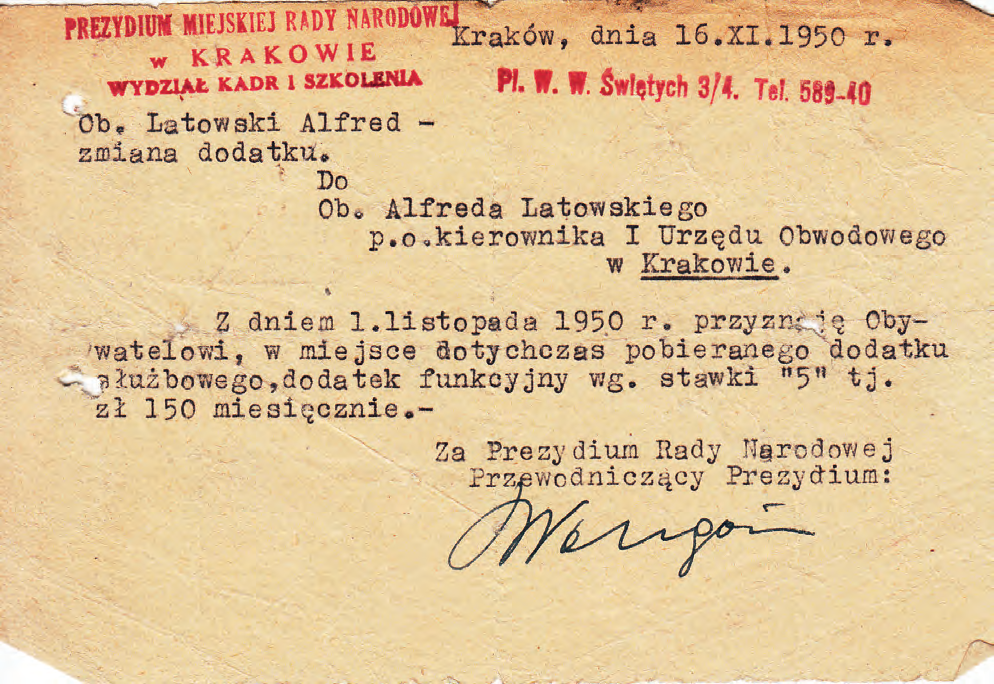 PREZYDIUM MIEJSKIEJ RADY NARODOWEJ
w KRAKOWIE
WYDZIAŁ KADR I SZKOLENIA
Kraków, dnia 16.XI.1950 r.
Pl. W. W. Świętych 3/4. Tel. 589-40
Ob. Latowski Alfred -
zmiana dodatku.
Do
Ob. Alfreda Latowskiego
p.o.kierownika I Urzędu Obwodowego
w Krakowie.
Z dniem 1.listopada 1950 r. przyznaję Oby-
watelowi, w miejsce dotychczas pobieranego dodatku
służbowego,dodatek funkcyjny wg. stawki "5" tj.
zł 150 miesięcznie.-
Za Prezydium Rady Narodowej
Przewodniczący Prezydium: